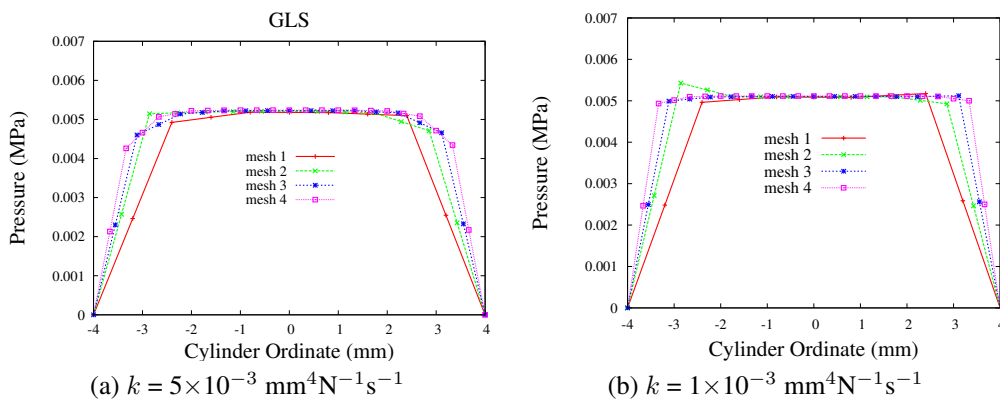 GLS
0.007
0.006
0.005
0.004
0.003
0.002
0.001
0
Pressure (MPa)
mesh 1
mesh 2
mesh 3
mesh 4
-4 -3 -2 -1 0 1 2 3 4
Cylinder Ordinate (mm)
(a) k = 5×10⁻³ mm⁴N⁻¹s⁻¹
0.007
0.006
0.005
0.004
0.003
0.002
0.001
0
Pressure (MPa)
mesh 1
mesh 2
mesh 3
mesh 4
-4 -3 -2 -1 0 1 2 3 4
Cylinder Ordinate (mm)
(b) k = 1×10⁻³ mm⁴N⁻¹s⁻¹